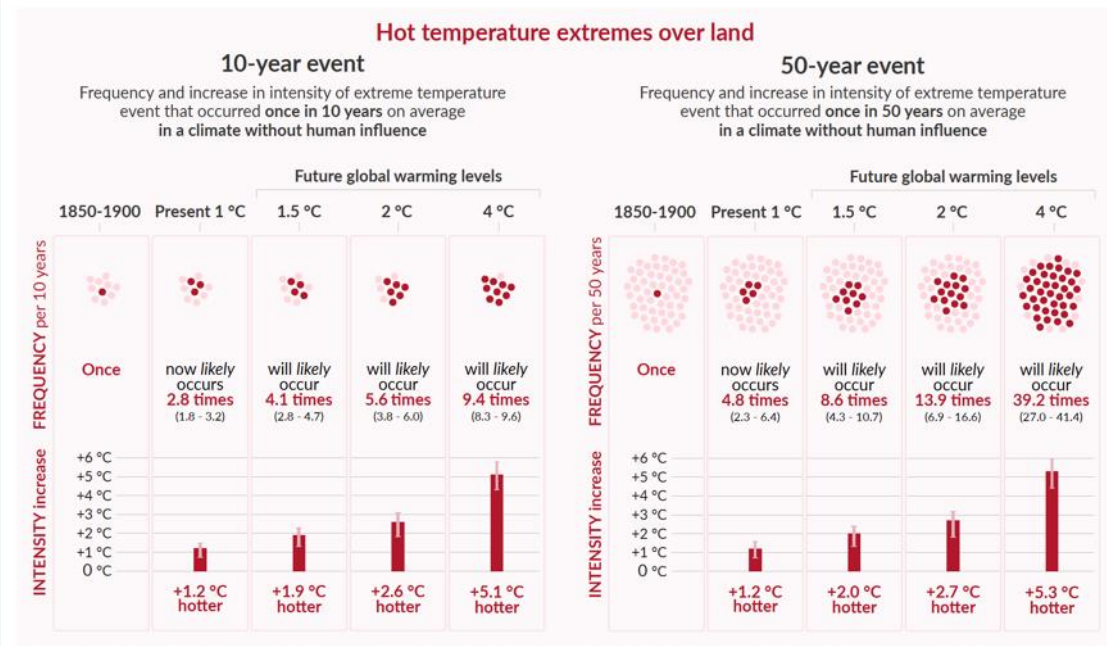 Hot temperature extremes over land
10-year event
Frequency and increase in intensity of extreme temperature
event that occurred once in 10 years on average
in a climate without human influence
Future global warming levels
1850-1900 Present 1 °C 1.5 °C 2 °C 4 °C
FREQUENCY per 10 years
Once
now likely
occurs
2.8 times
(1.8 - 3.2)
will likely
occur
4.1 times
(2.8 - 4.7)
will likely
occur
5.6 times
(3.8 - 6.0)
will likely
occur
9.4 times
(8.3 - 9.6)
INTENSITY increase
+6 °C
+5 °C
+4 °C
+3 °C
+2 °C
+1 °C
0 °C
+1.2 °C
hotter
+1.9 °C
hotter
+2.6 °C
hotter
+5.1 °C
hotter
50-year event
Frequency and increase in intensity of extreme temperature
event that occurred once in 50 years on average
in a climate without human influence
Future global warming levels
1850-1900 Present 1 °C 1.5 °C 2 °C 4 °C
FREQUENCY per 50 years
Once
now likely
occurs
4.8 times
(2.3 - 6.4)
will likely
occur
8.6 times
(4.3 - 10.7)
will likely
occur
13.9 times
(6.9 - 16.6)
will likely
occur
39.2 times
(27.0 - 41.4)
INTENSITY increase
+6 °C
+5 °C
+4 °C
+3 °C
+2 °C
+1 °C
0 °C
+1.2 °C
hotter
+2.0 °C
hotter
+2.7 °C
hotter
+5.3 °C
hotter